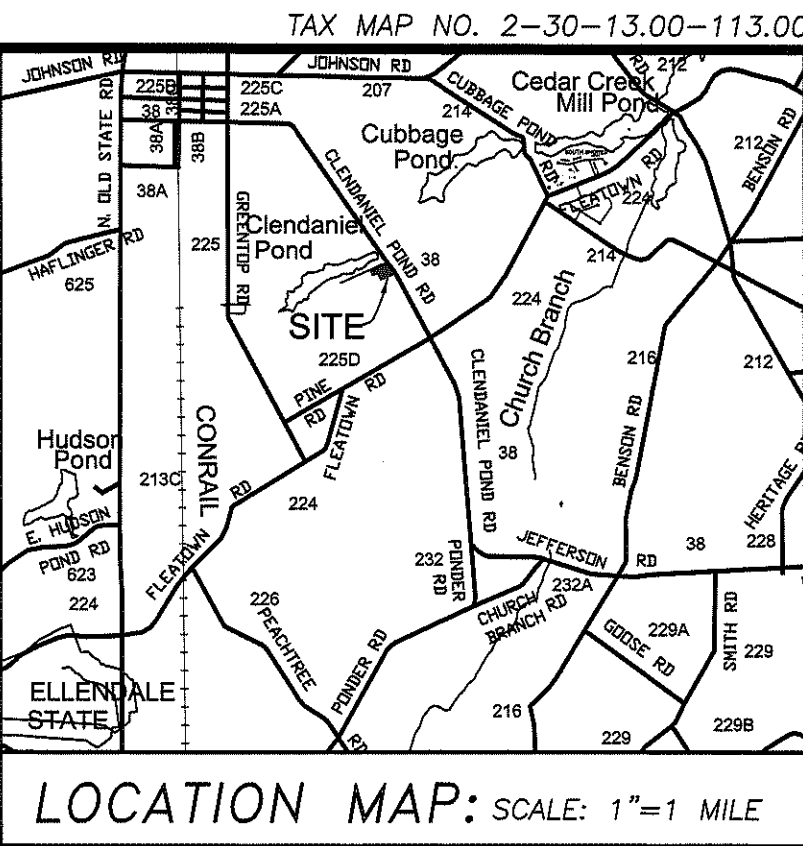 TAX MAP NO. 2-30-13.00-113.00
JOHNSON RD
JOHNSON RD
RD
212
225B
225C
207
CUBBAGE POND
RD
214
Cedar Creek
Mill Pond
38
225A
N. OLD STATE RD
38A
38B
Cubbage
Pond
212
BENSON RD
38A
CLENDANIEL POND RD
FLEATOWN RD
224
HAFLINGER RD
625
225
GREENTOP RD
Clendaniel
Pond
38
214
SITE
224
Church Branch
225D
216
212
PINE
RD
FLEATOWN
RD
CLENDANIEL POND RD
38
BENSON RD
Hudson
Pond
CONRAIL
213C
224
HERITAGE R
E. HUDSON
POND RD
623
FLEATOWN
RD
JEFFERSON
RD
38
228
224
232
PONDER
RD
232A
CHURCH
BRANCH RD
226
PEACHTREE
RD
PONDER RD
GOOSE RD
229A
SMITH RD
229
ELLENDALE
STATE
216
229
229B
LOCATION MAP: SCALE: 1"=1 MILE